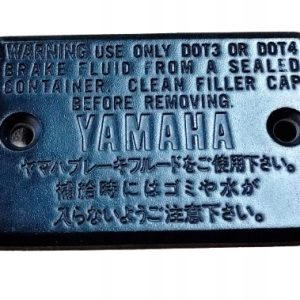 WARNING USE ONLY DOT3 OR DOT4
BRAKE FLUID FROM A SEALED
CONTAINER. CLEAN FILLER CAP
BEFORE REMOVING.
YAMAHA
ヤマハブレーキフルードをご使用下さい。
補給時にはゴミや水が
入らないようご注意下さい。